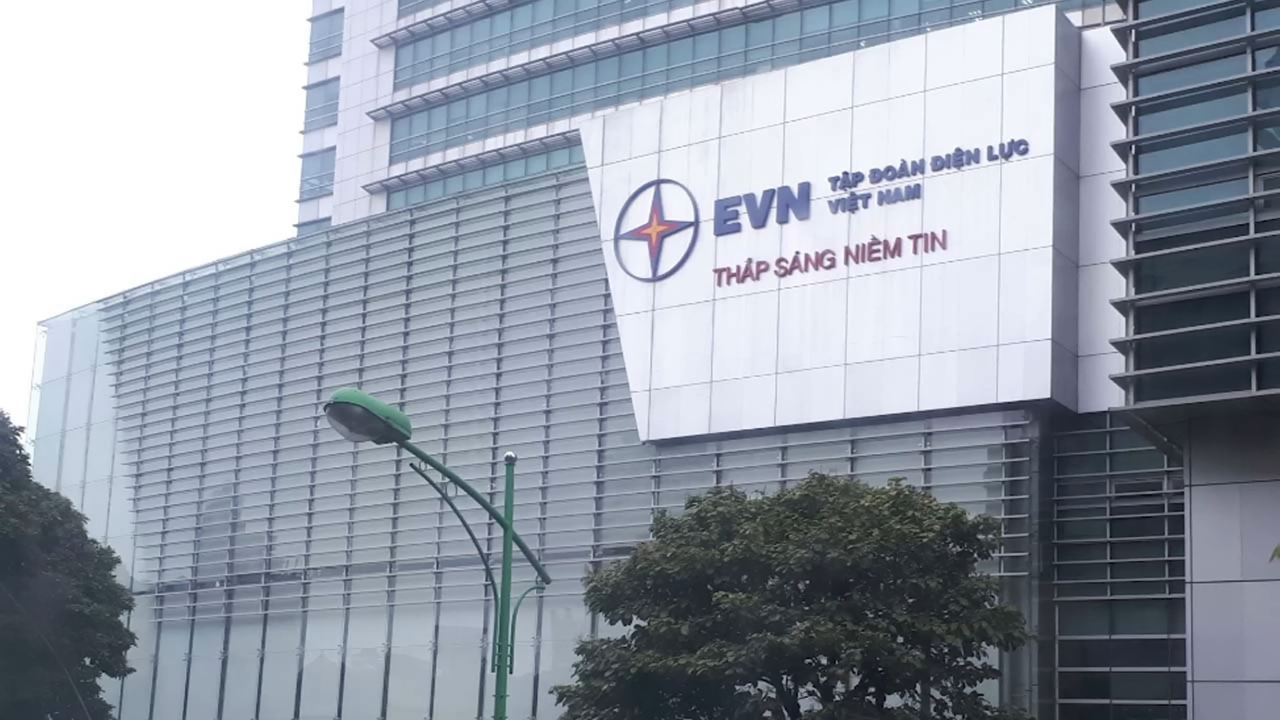 EVN TẬP ĐOÀN ĐIỆN LỰC
VIỆT NAM
THẮP SÁNG NIỀM TIN